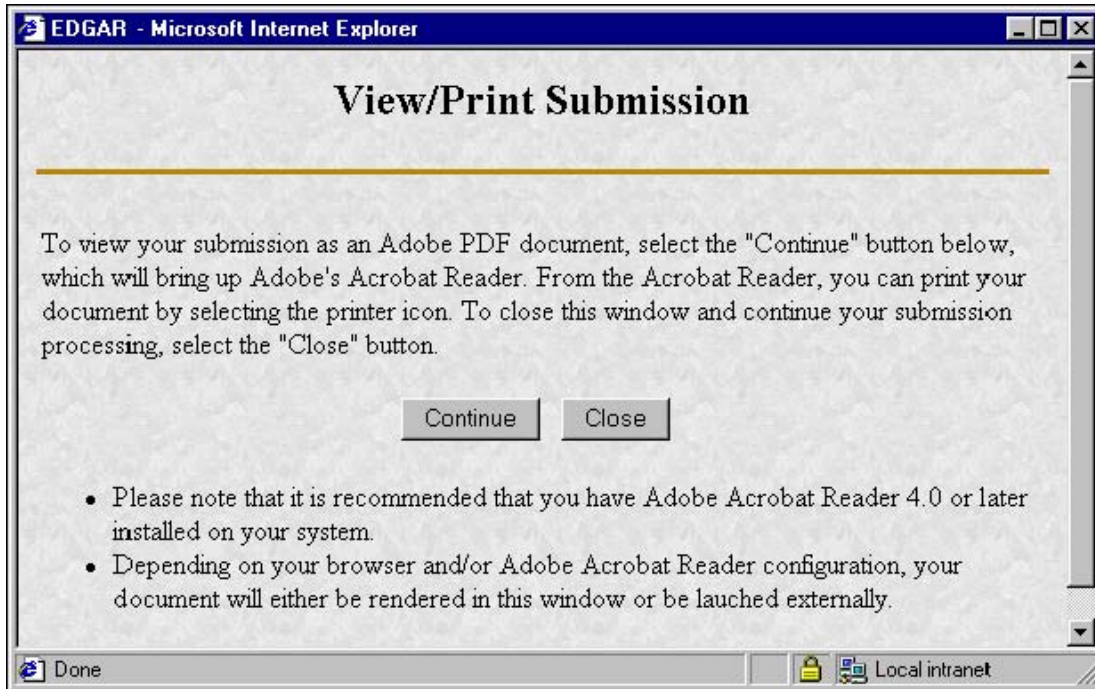 EDGAR - Microsoft Internet Explorer
View/Print Submission
To view your submission as an Adobe PDF document, select the "Continue" button below,
which will bring up Adobe's Acrobat Reader. From the Acrobat Reader, you can print your
document by selecting the printer icon. To close this window and continue your submission
processing, select the "Close" button.
Continue Close
• Please note that it is recommended that you have Adobe Acrobat Reader 4.0 or later
installed on your system.
• Depending on your browser and/or Adobe Acrobat Reader configuration, your
document will either be rendered in this window or be lauched externally.
Done Local intranet